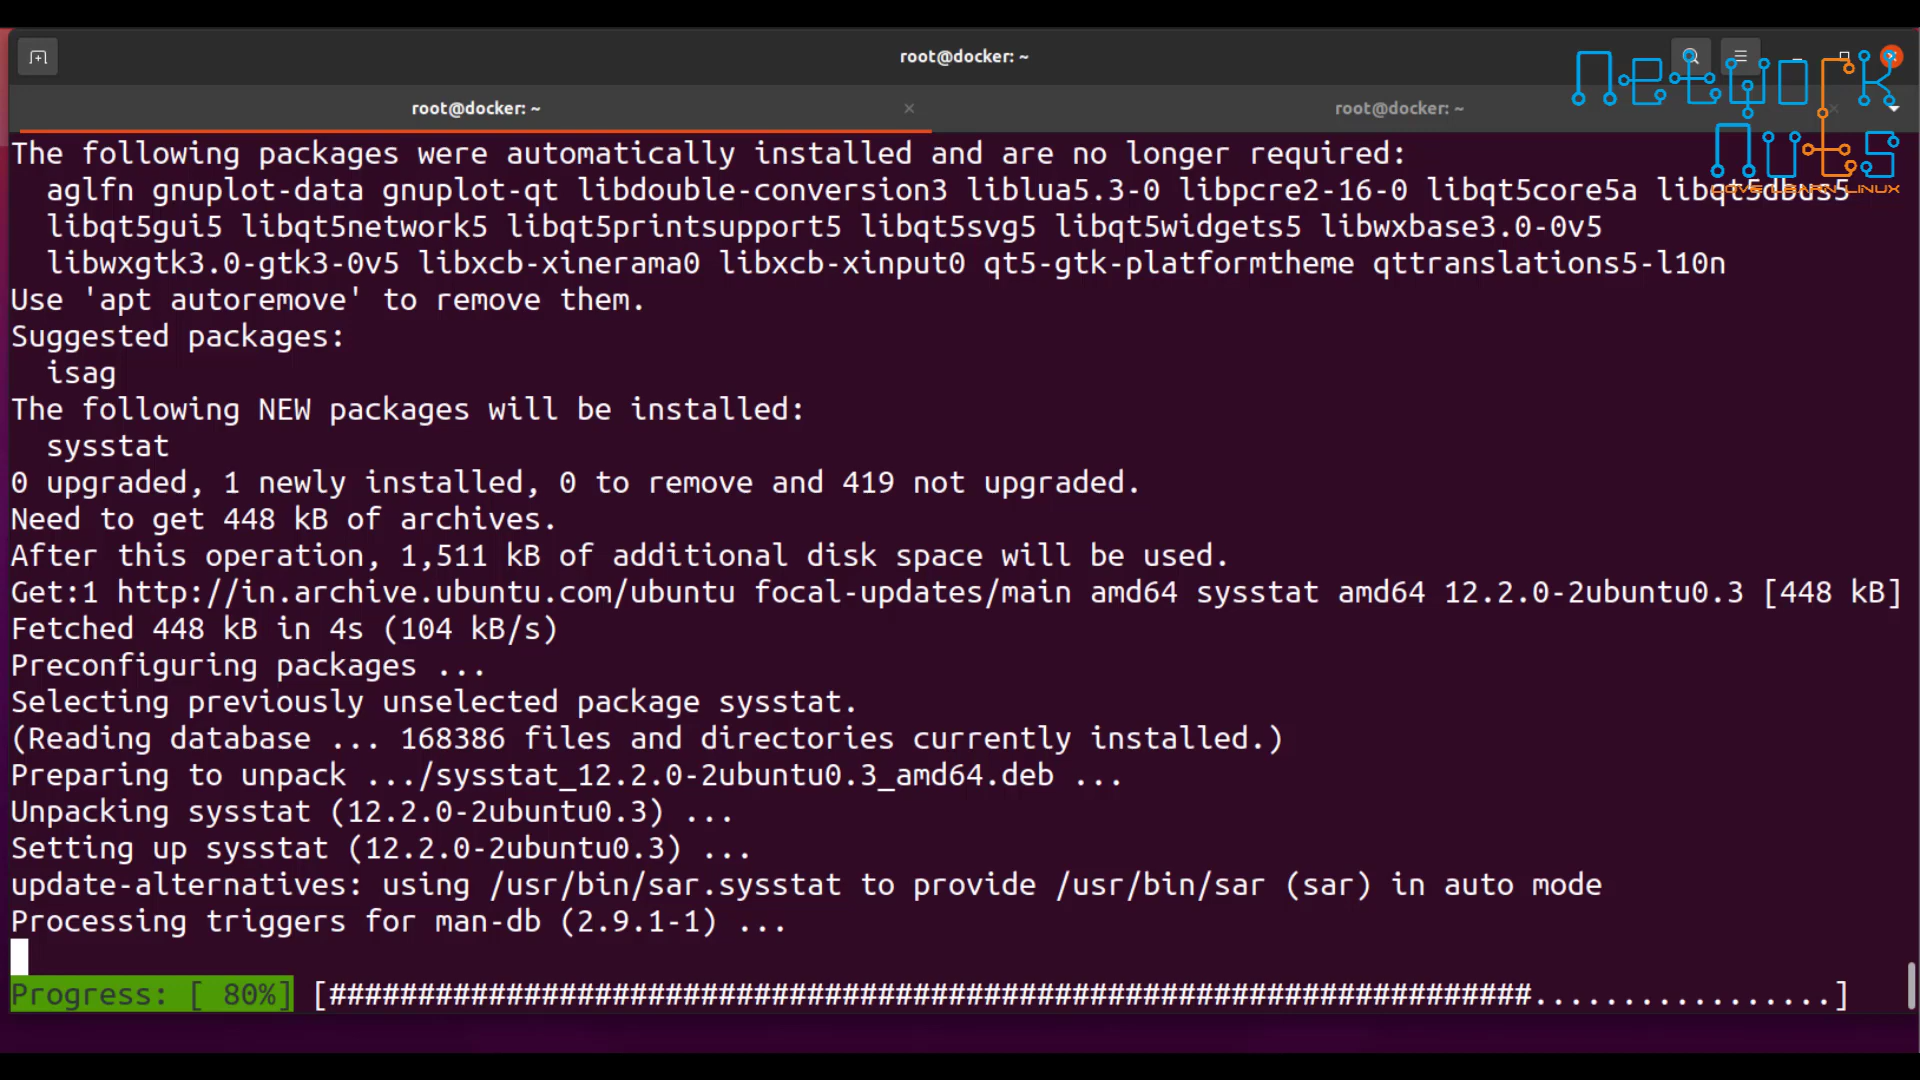 root@docker: ~
root@docker: ~
root@docker: ~
Network
Nuts
LOVE LEARN LINUX
The following packages were automatically installed and are no longer required:
aglfn gnuplot-data gnuplot-qt libdouble-conversion3 liblua5.3-0 libpcre2-16-0 libqt5core5a libqt5dbus5
libqt5gui5 libqt5network5 libqt5printsupport5 libqt5svg5 libqt5widgets5 libwxbase3.0-0v5
libwxgtk3.0-gtk3-0v5 libxcb-xinerama0 libxcb-xinput0 qt5-gtk-platformtheme qttranslations5-l10n
Use 'apt autoremove' to remove them.
Suggested packages:
isag
The following NEW packages will be installed:
sysstat
0 upgraded, 1 newly installed, 0 to remove and 419 not upgraded.
Need to get 448 kB of archives.
After this operation, 1,511 kB of additional disk space will be used.
Get:1 http://in.archive.ubuntu.com/ubuntu focal-updates/main amd64 sysstat amd64 12.2.0-2ubuntu0.3 [448 kB]
Fetched 448 kB in 4s (104 kB/s)
Preconfiguring packages ...
Selecting previously unselected package sysstat.
(Reading database ... 168386 files and directories currently installed.)
Preparing to unpack .../sysstat_12.2.0-2ubuntu0.3_amd64.deb ...
Unpacking sysstat (12.2.0-2ubuntu0.3) ...
Setting up sysstat (12.2.0-2ubuntu0.3) ...
update-alternatives: using /usr/bin/sar.sysstat to provide /usr/bin/sar (sar) in auto mode
Processing triggers for man-db (2.9.1-1) ...
Progress: [ 80%] [####################################################################.................]